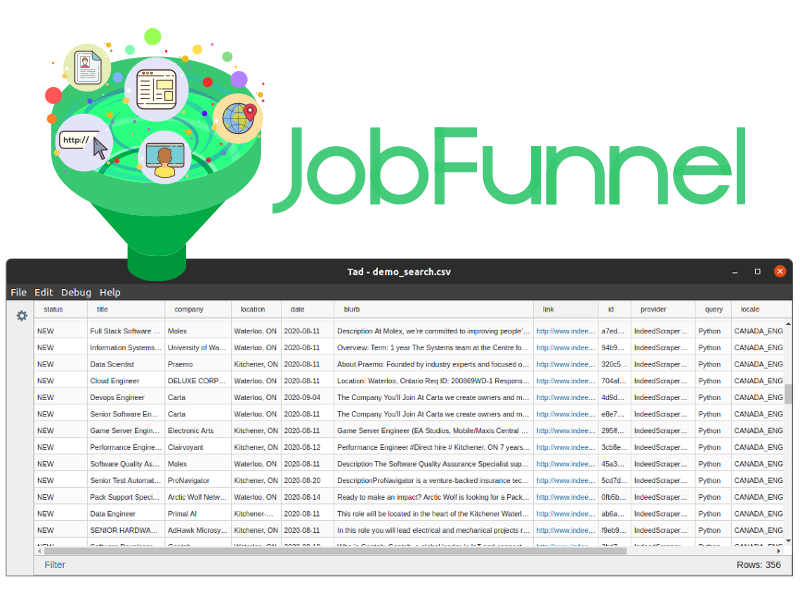 http://
JobFunnel
Tad - demo_search.csv
File Edit Debug Help
status title company location date blurb link id provider query locale
NEW Full Stack Software ... Molex Waterloo, ON 2020-08-11 Description At Molex, we're committed to improving people'... http://www.indee... a7ed... IndeedScraper... Python CANADA_ENG
NEW Information Systems... University of Wa... Waterloo, ON 2020-08-11 Overview: Term: 1 year The Systems team at the Centre fo... http://www.indee... 94b9... IndeedScraper... Python CANADA_ENG
NEW Data Scientist Praemo Kitchener, ON 2020-08-11 About Praemo: Founded by industry experts and focused o... http://www.indee... 320c5... IndeedScraper... Python CANADA_ENG
NEW Cloud Engineer DELUXE CORP... Waterloo, ON 2020-08-11 Location: Waterloo, Ontario Req ID: 200869WD-1 Respons... http://www.indee... 704af... IndeedScraper... Python CANADA_ENG
NEW Devops Engineer Carta Waterloo, ON 2020-09-04 The Company You'll Join At Carta we create owners and m... http://www.indee... 4d9d... IndeedScraper... Python CANADA_ENG
NEW Senior Software En... Carta Waterloo, ON 2020-08-11 The Company You'll Join At Carta we create owners and m... http://www.indee... e8e7... IndeedScraper... Python CANADA_ENG
NEW Game Server Engin... Electronic Arts Kitchener, ON 2020-08-11 Game Server Engineer (EA Studios, Mobile/Maxis Central ... http://www.indee... 295ff... IndeedScraper... Python CANADA_ENG
NEW Performance Engine... Clairvoyant Kitchener, ON 2020-08-12 Performance Engineer #Direct hire # Kitchener, ON 7 years... http://www.indee... 3cb8e... IndeedScraper... Python CANADA_ENG
NEW Software Quality As... Molex Waterloo, ON 2020-08-11 Description The Software Quality Assurance Specialist sup... http://www.indee... 45a3... IndeedScraper... Python CANADA_ENG
NEW Senior Test Automat... ProNavigator Kitchener, ON 2020-08-20 DescriptionProNavigator is a venture-backed insurance tec... http://www.indee... 5cd7d... IndeedScraper... Python CANADA_ENG
NEW Pack Support Speci... Arctic Wolf Netw... Waterloo, ON 2020-08-14 Ready to make an impact? Arctic Wolf is looking for a Pack... http://www.indee... 0fb5b... IndeedScraper... Python CANADA_ENG
NEW Data Engineer Primal AI Kitchener-... 2020-08-11 This role will be located in the heart of the Kitchener Waterl... http://www.indee... ab6a... IndeedScraper... Python CANADA_ENG
NEW SENIOR HARDWA... AdHawk Microsy... Kitchener, ON 2020-08-11 In this role you will lead electrical and mechanical projects r... http://www.indee... f9eb9... IndeedScraper... Python CANADA_ENG
Filter Rows: 356